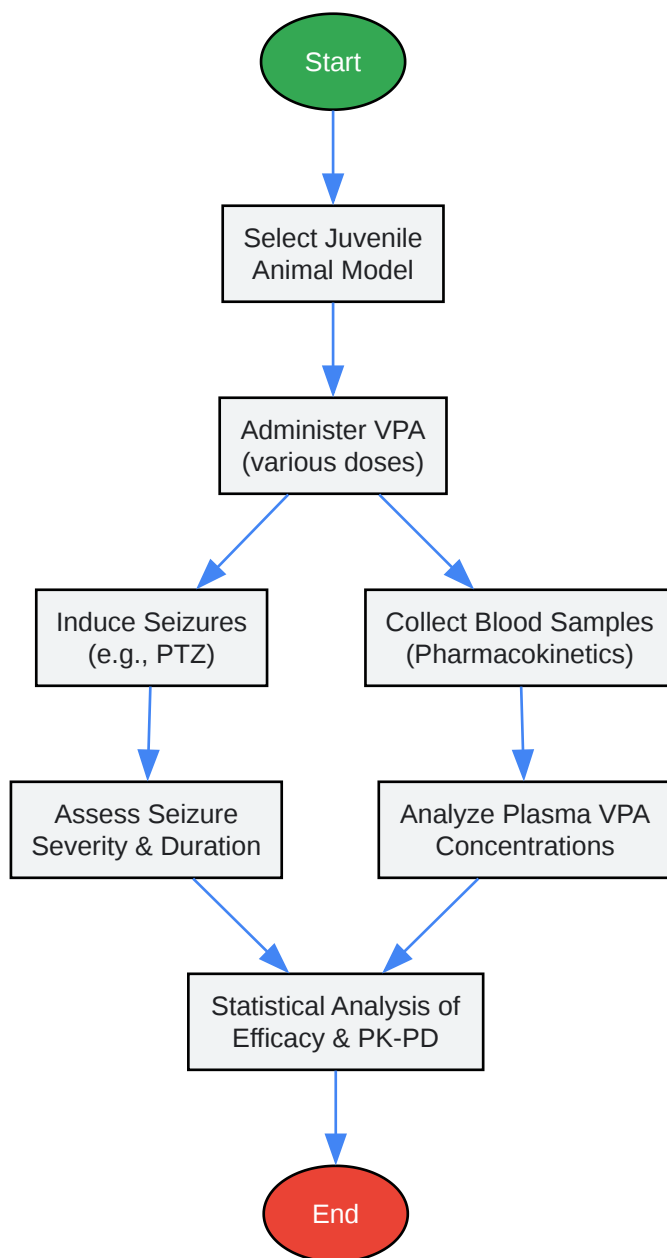 Start
Select Juvenile
Animal Model
Administer VPA
(various doses)
Induce Seizures
(e.g., PTZ)
Collect Blood Samples
(Pharmacokinetics)
Assess Seizure
Severity & Duration
Analyze Plasma VPA
Concentrations
Statistical Analysis of
Efficacy & PK-PD
End